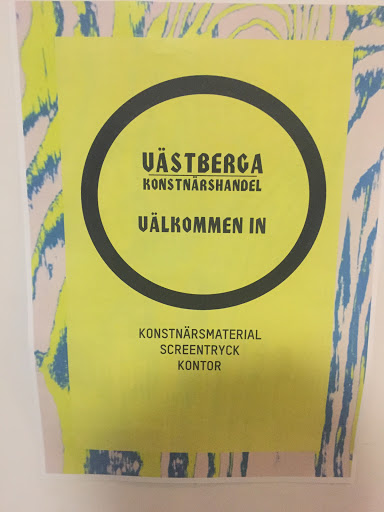 VÄSTBERGA
KONSTNÄRSHANDEL
VÄLKOMMEN IN
KONSTNÄRSMATERIAL
SCREENTRYCK
KONTOR